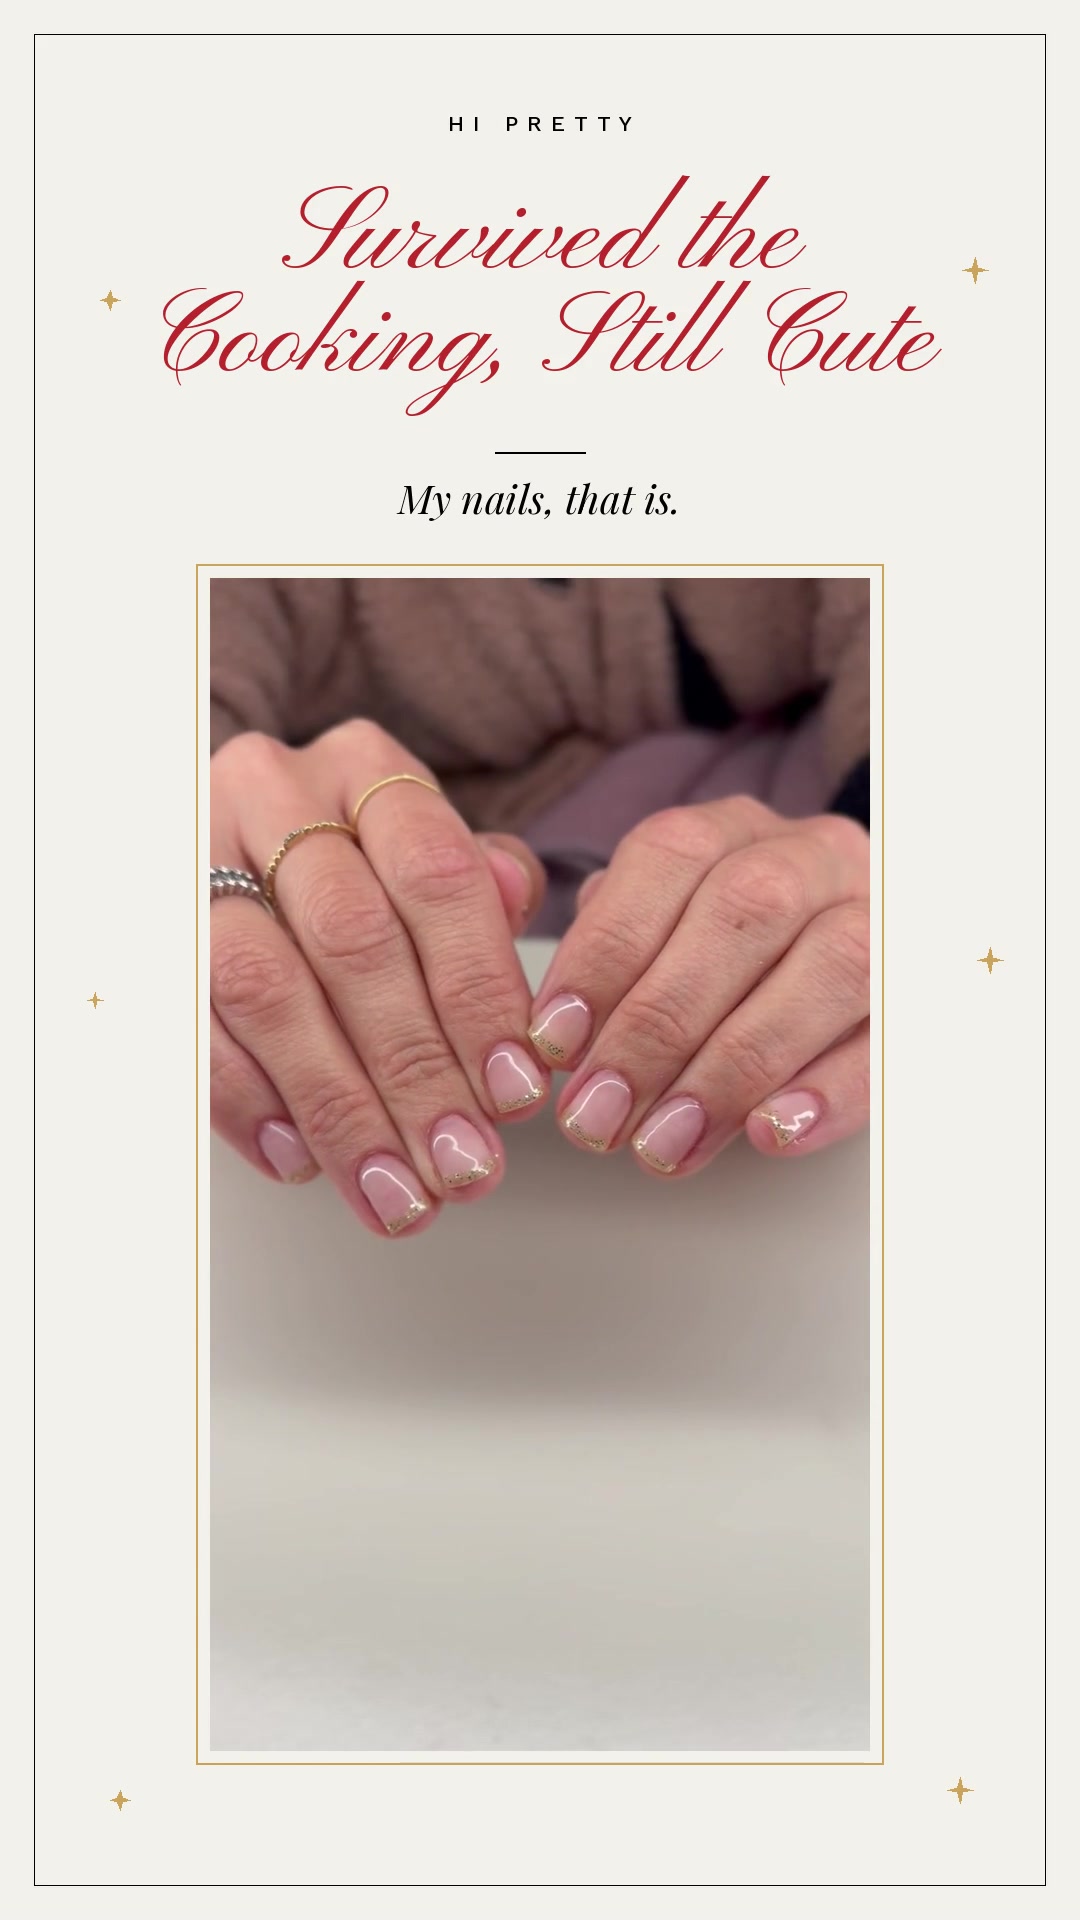 HI PRETTY
Survived the
Cooking, Still Cute
My nails, that is.